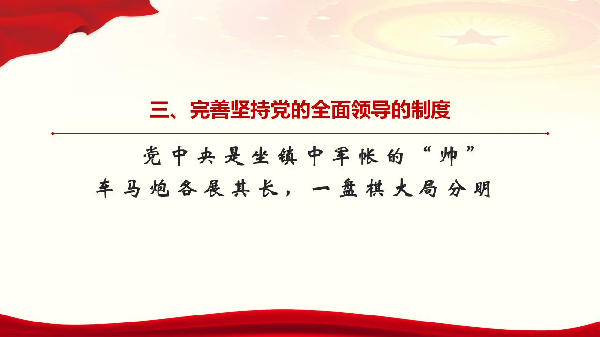 三、完善坚持党的全面领导的制度
党中央是坐镇中军帐的“帅”
车马炮各展其长，一盘棋大局分明